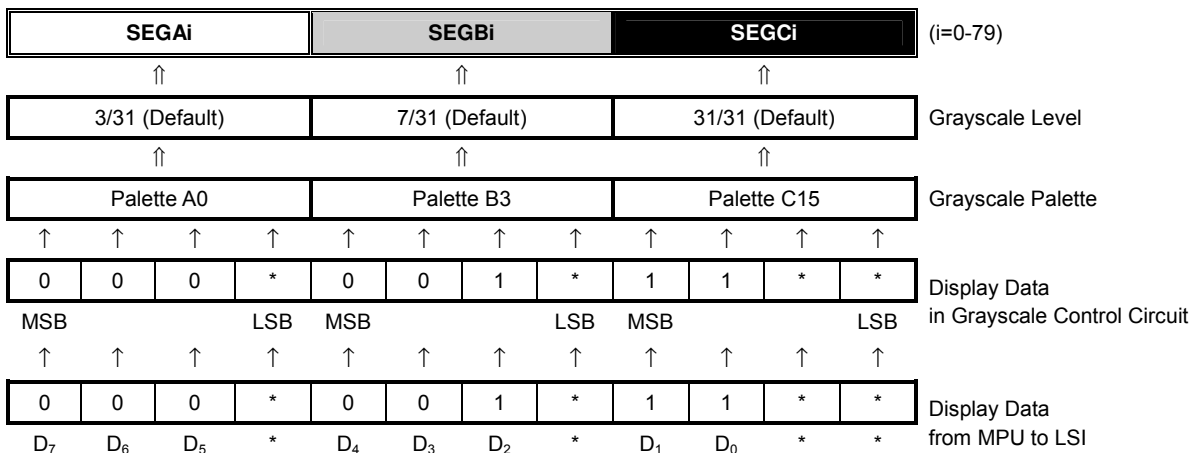 SEGAi SEGBi SEGCi (i=0-79)
⇑ ⇑ ⇑
3/31 (Default) 7/31 (Default) 31/31 (Default) Grayscale Level
⇑ ⇑ ⇑
Palette A0 Palette B3 Palette C15 Grayscale Palette
↑ ↑ ↑ ↑ ↑ ↑ ↑ ↑ ↑ ↑ ↑ ↑
0 0 0 * 0 0 1 * 1 1 * * Display Data
MSB LSB MSB LSB MSB LSB in Grayscale Control Circuit
↑ ↑ ↑ ↑ ↑ ↑ ↑ ↑ ↑ ↑ ↑ ↑
0 0 0 * 0 0 1 * 1 1 * * Display Data
D₇ D₆ D₅ * D₄ D₃ D₂ * D₁ D₀ * * from MPU to LSI